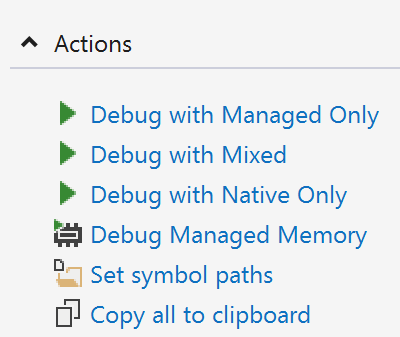 Actions
Debug with Managed Only
Debug with Mixed
Debug with Native Only
Debug Managed Memory
Set symbol paths
Copy all to clipboard